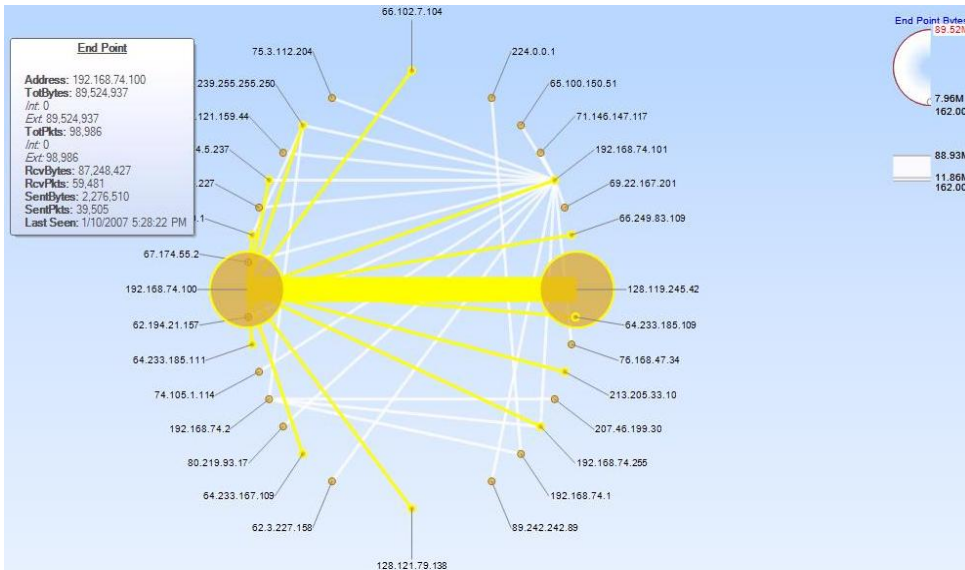 66.102.7.104
End Point Bytes
89.52M
End Point
75.3.112.204
224.0.0.1
Address: 192.168.74.100
239.255.255.250
65.100.150.51
TotBytes: 89,524,937
Int: 0
Ext: 89,524,937
7.96M
162.00
TotPkts: 98,986
.121.159.44
71.146.147.117
Int: 0
Ext: 98,986
4.5.237
192.168.74.101
RcvBytes: 87,248,427
88.93M
RcvPkts: 59,481
.227
69.22.167.201
11.86M
162.00
SentBytes: 2,276,510
SentPkts: 39,505
.1
66.249.83.109
Last Seen: 1/10/2007 5:28:22 PM
67.174.55.2
192.168.74.100
128.119.245.42
62.194.21.157
64.233.185.109
64.233.185.111
76.168.47.34
74.105.1.114
213.205.33.10
192.168.74.2
207.46.199.30
80.219.93.17
192.168.74.255
64.233.167.109
192.168.74.1
62.3.227.158
89.242.242.89
128.121.79.138